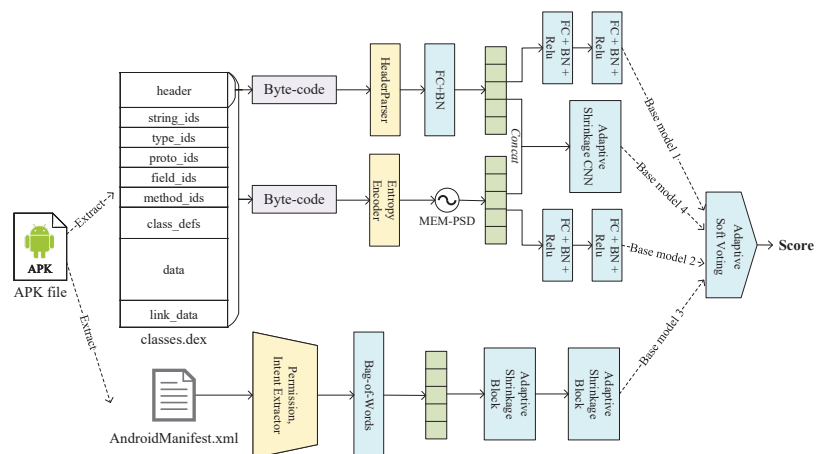 APK
APK file
Extract
Extract
header
string_ids
type_ids
proto_ids
field_ids
method_ids
class_defs
data
link_data
classes.dex
AndroidManifest.xml
Byte-code
HeaderParser
FC+BN
Byte-code
Entropy
Encoder
MEM-PSD
Concat
FC + BN +
Relu
FC + BN +
Relu
Adaptive
Shrinkage CNN
FC + BN +
Relu
FC + BN +
Relu
Permission,
Intent Extractor
Bag-of-Words
Adaptive
Shrinkage
Block
Adaptive
Shrinkage
Block
Base model 1
Base model 4
Base model 2
Base model 3
Adaptive
Soft Voting
Score